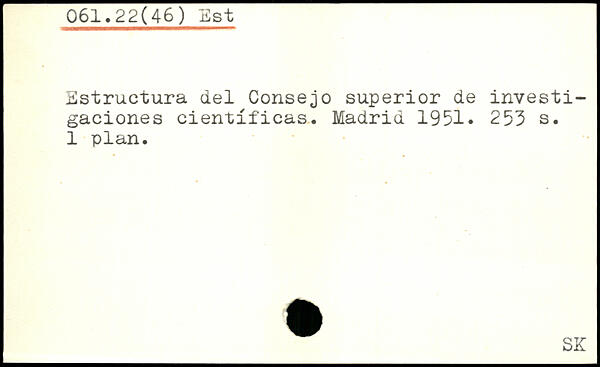 061.22(46) Est
Estructura del Consejo superior de investi-
gaciones científicas. Madrid 1951. 253 s.
1 plan.
SK